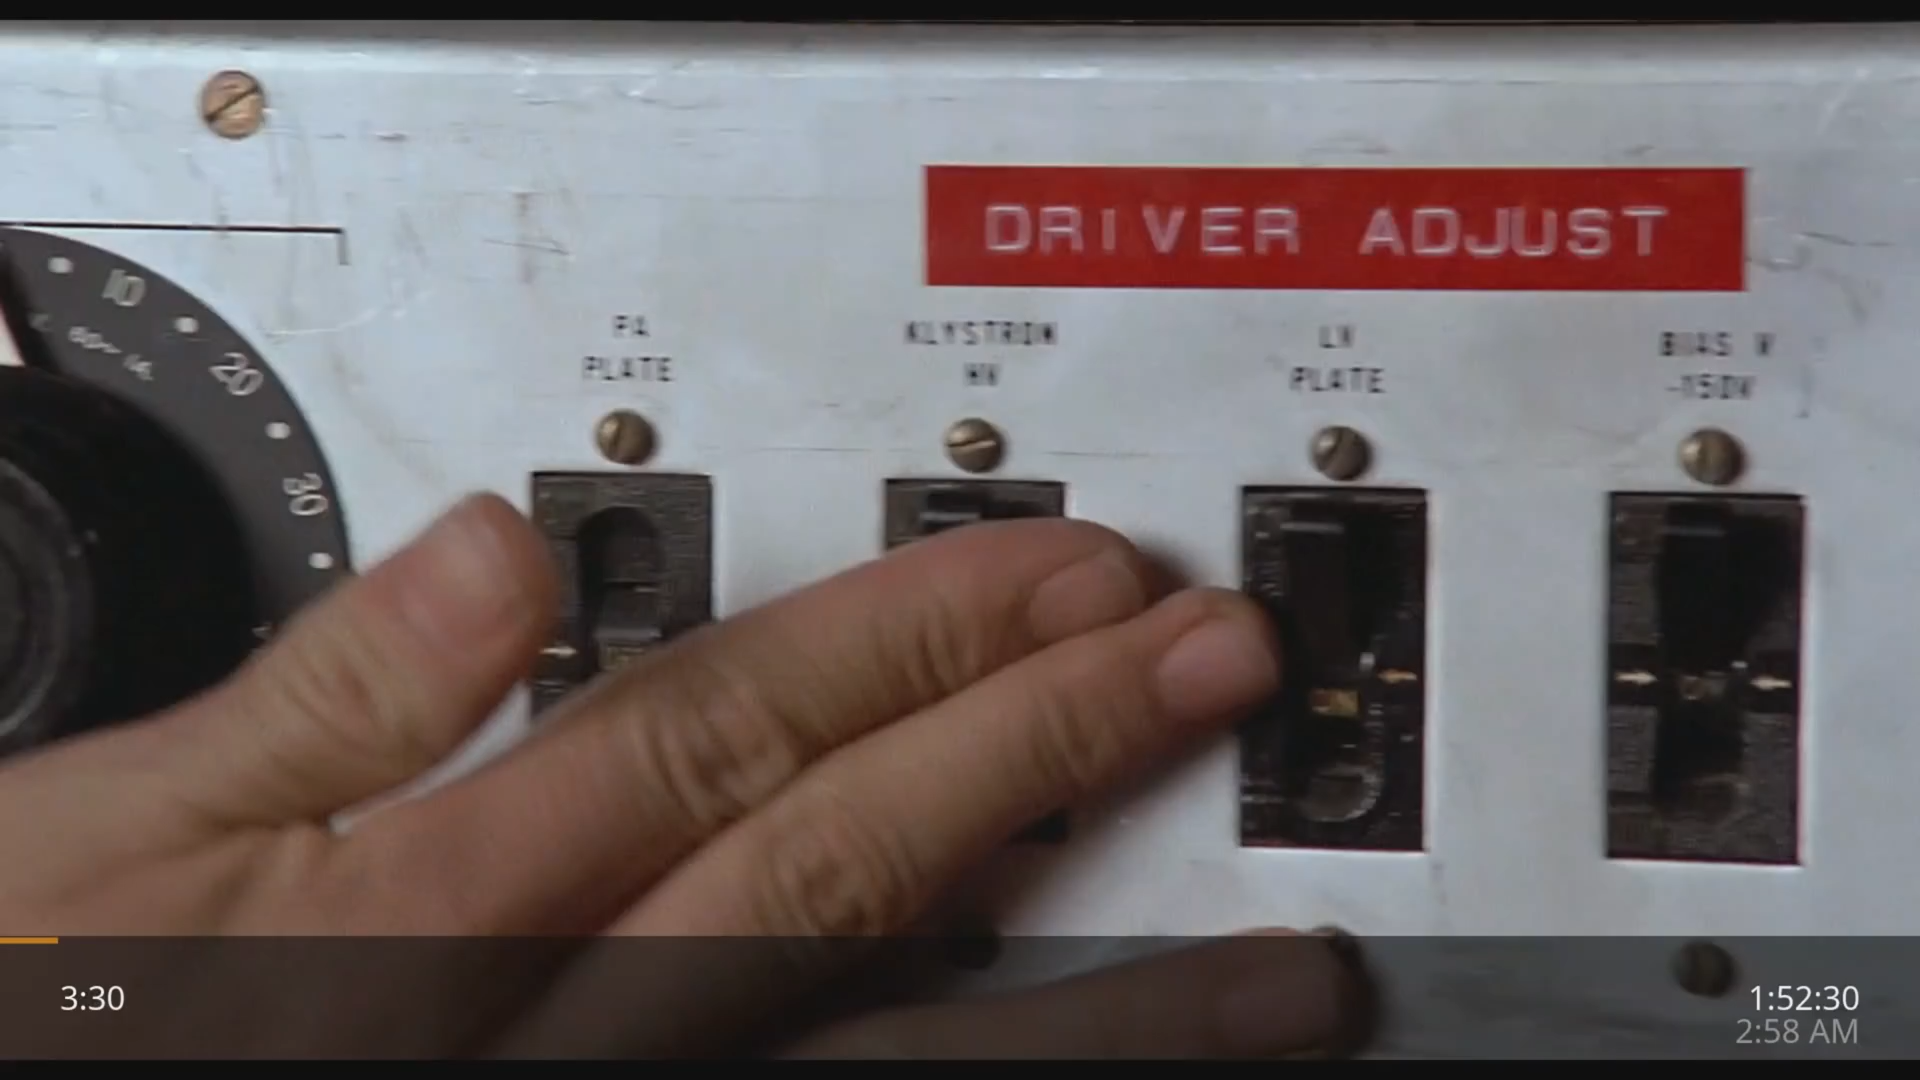 DRIVER ADJUST
10
20
30
PA
PLATE
KLYSTRON
HV
LV
PLATE
BIAS V
-150V
3:30
1:52:30
2:58 AM